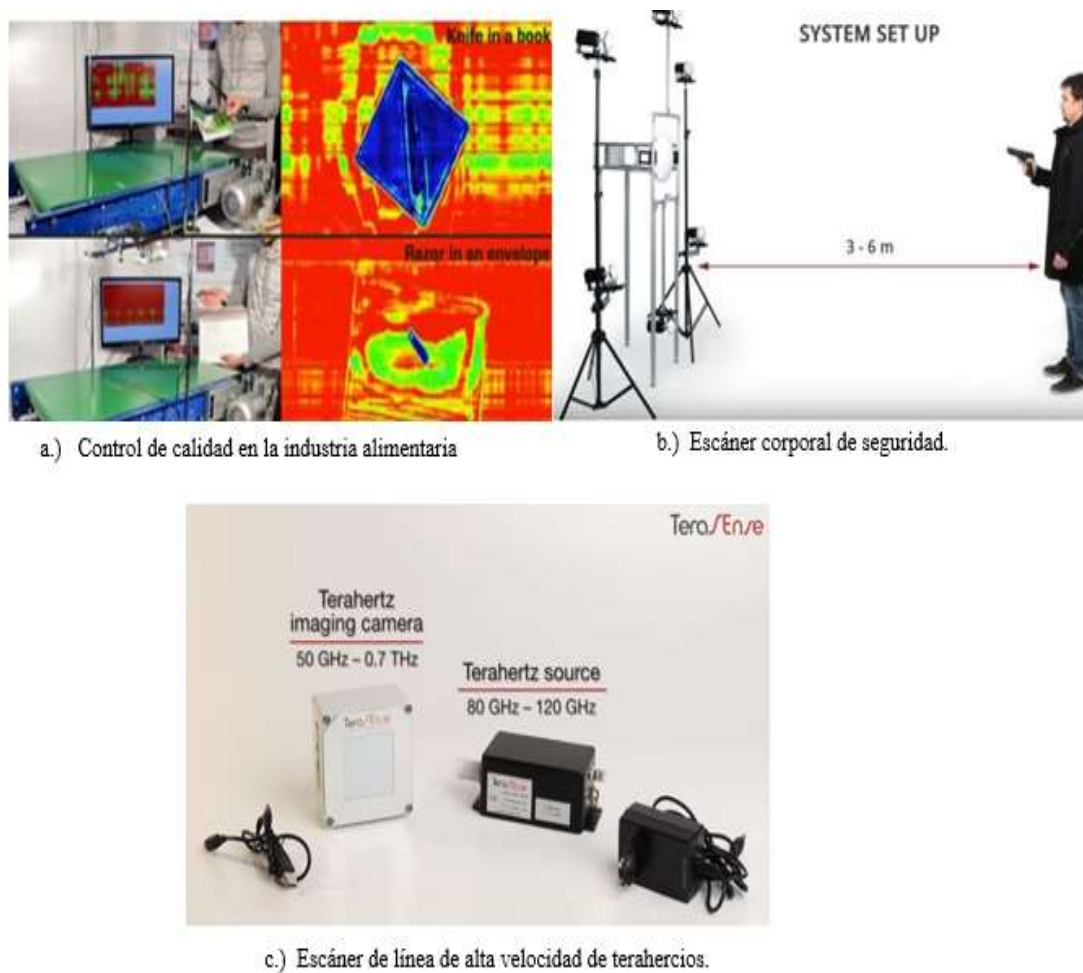 Knife in a book
Razor in an envelope
SYSTEM SET UP
3 - 6 m
a.) Control de calidad en la industria alimentaria
b.) Escáner corporal de seguridad.
TeraSEnse
Terahertz
imaging camera
50 GHz – 0.7 THz
Terahertz source
80 GHz – 120 GHz
TeraSEnse
c.) Escáner de línea de alta velocidad de terahercios.